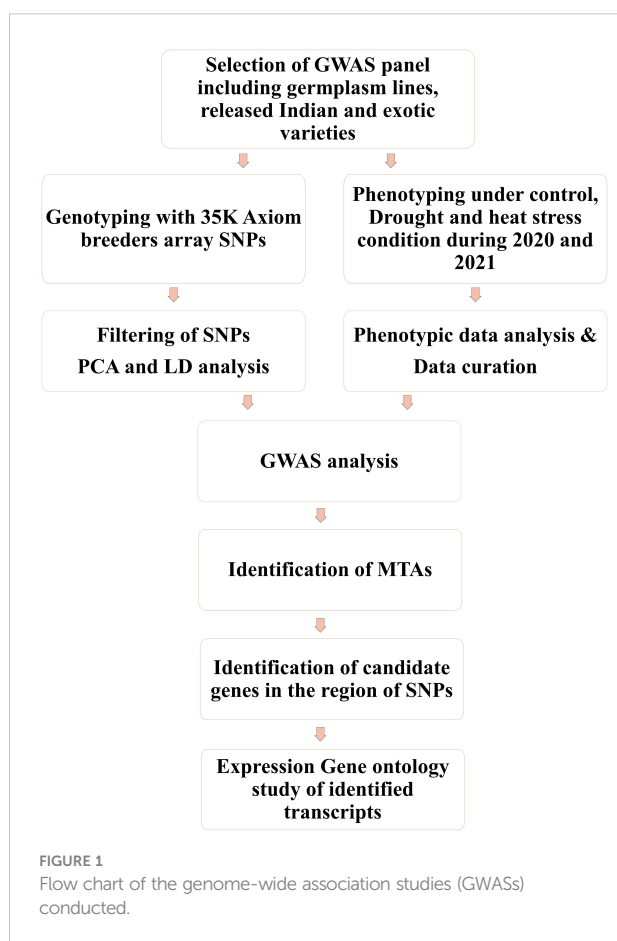 Selection of GWAS panel
including germplasm lines,
released Indian and exotic
varieties
Genotyping with 35K Axiom
breeders array SNPs
Phenotyping under control,
Drought and heat stress
condition during 2020 and
2021
Filtering of SNPs
PCA and LD analysis
Phenotypic data analysis &
Data curation
GWAS analysis
Identification of MTAs
Identification of candidate
genes in the region of SNPs
Expression Gene ontology
study of identified
transcripts
FIGURE 1
Flow chart of the genome-wide association studies (GWASs)
conducted.